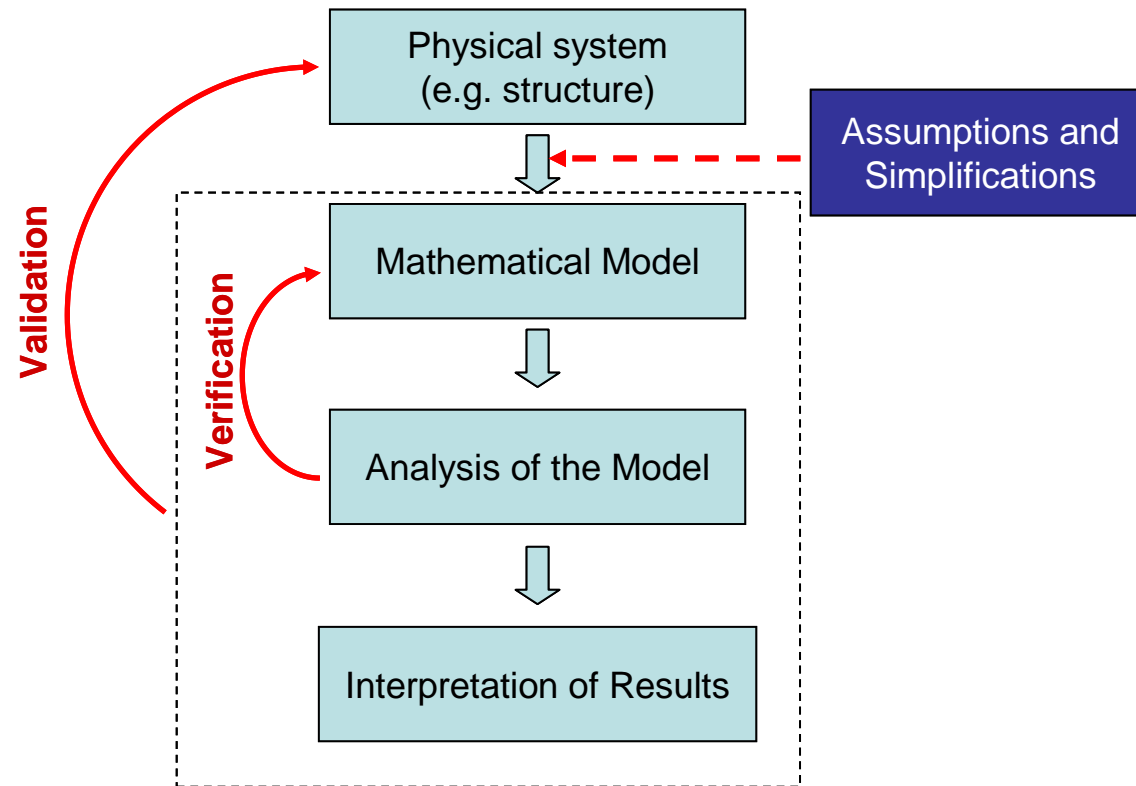 Physical system
(e.g. structure)
Assumptions and
Simplifications
Mathematical Model
Validation
Verification
Analysis of the Model
Interpretation of Results